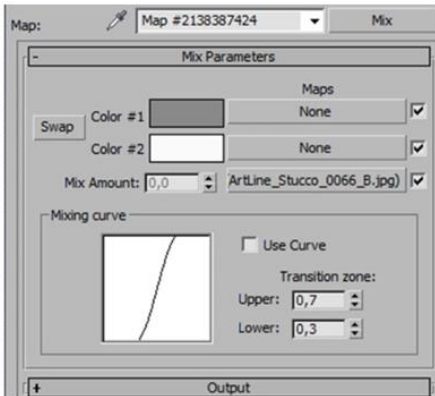 Map: Map #2138387424 Mix
- Mix Parameters
Maps
Swap Color #1 None
Color #2 None
Mix Amount: 0,0 ArtLine_Stucco_0066_B.jpg)
Mixing curve
Use Curve
Transition zone:
Upper: 0,7
Lower: 0,3
+ Output